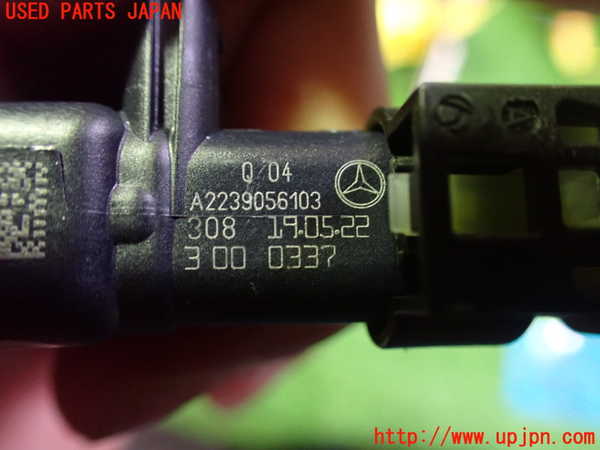 USED PARTS JAPAN
Q/04
A2239056103
308 19.05.22
3 00 0337
http://www.upjpn.com/